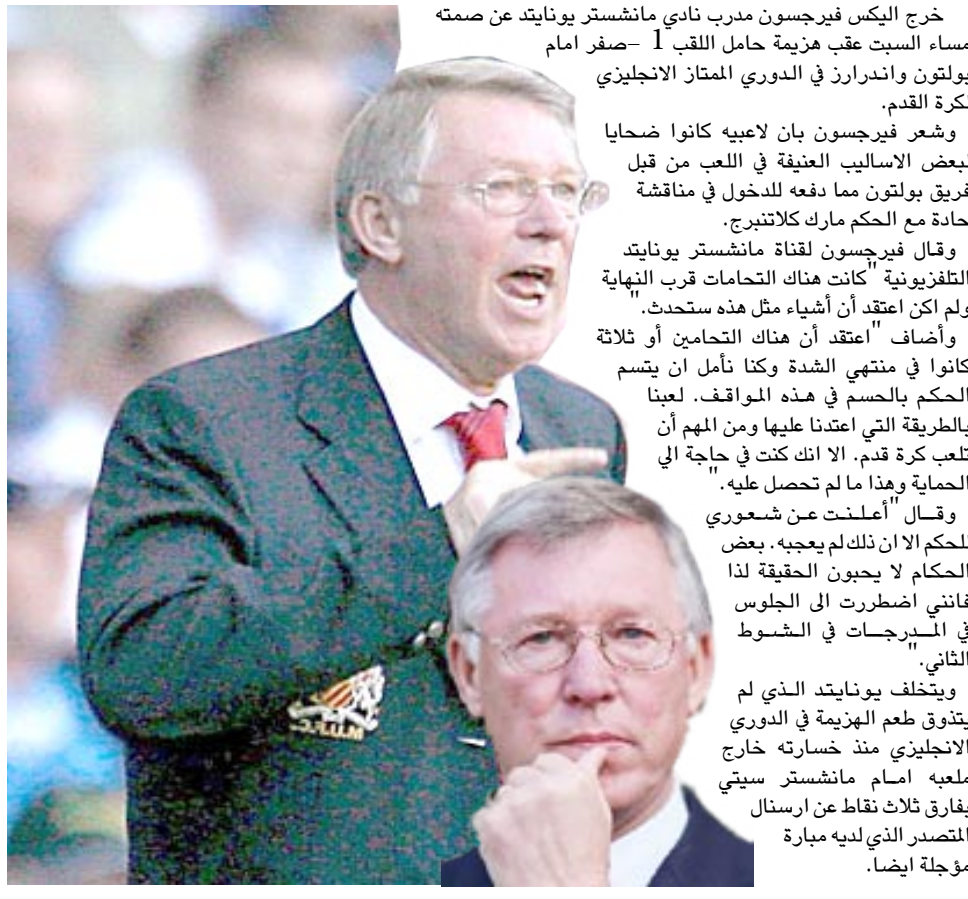 خرج اليكس فيرجسون مدرب نادي مانشستر يونايتد عن صمته
مساء السبت عقب هزيمة حامل اللقب 1 -صفر امام
بولتون واندرارز في الدوري الممتاز الانجليزي
لكرة القدم.
وشعر فيرجسون بان لاعبيه كانوا ضحايا
لبعض الاساليب العنيفة في اللعب من قبل
فريق بولتون مما دفعه للدخول في مناقشة
حادة مع الحكم مارك كلاتنبرج.
وقال فيرجسون لقناة مانشستر يونايتد
التلفزيونية "كانت هناك التحامات قرب النهاية
ولم اكن اعتقد أن أشياء مثل هذه ستحدث."
وأضاف "اعتقد أن هناك التحامين أو ثلاثة
كانوا في منتهي الشدة وكنا نأمل ان يتسم
الحكم بالحسم في هذه المواقف. لعبنا
بالطريقة التي اعتدنا عليها ومن المهم أن
تلعب كرة قدم. الا انك كنت في حاجة الي
الحماية وهذا ما لم تحصل عليه."
وقال "أعلنت عن شعوري
للحكم الا ان ذلك لم يعجبه. بعض
الحكام لا يحبون الحقيقة لذا
فانني اضطررت الى الجلوس
في المدرجات في الشوط
الثاني."
ويتخلف يونايتد الذي لم
يتذوق طعم الهزيمة في الدوري
الانجليزي منذ خسارته خارج
ملعبه امام مانشستر سيتي
بفارق ثلاث نقاط عن ارسنال
المتصدر الذي لديه مبارة
مؤجلة ايضا.